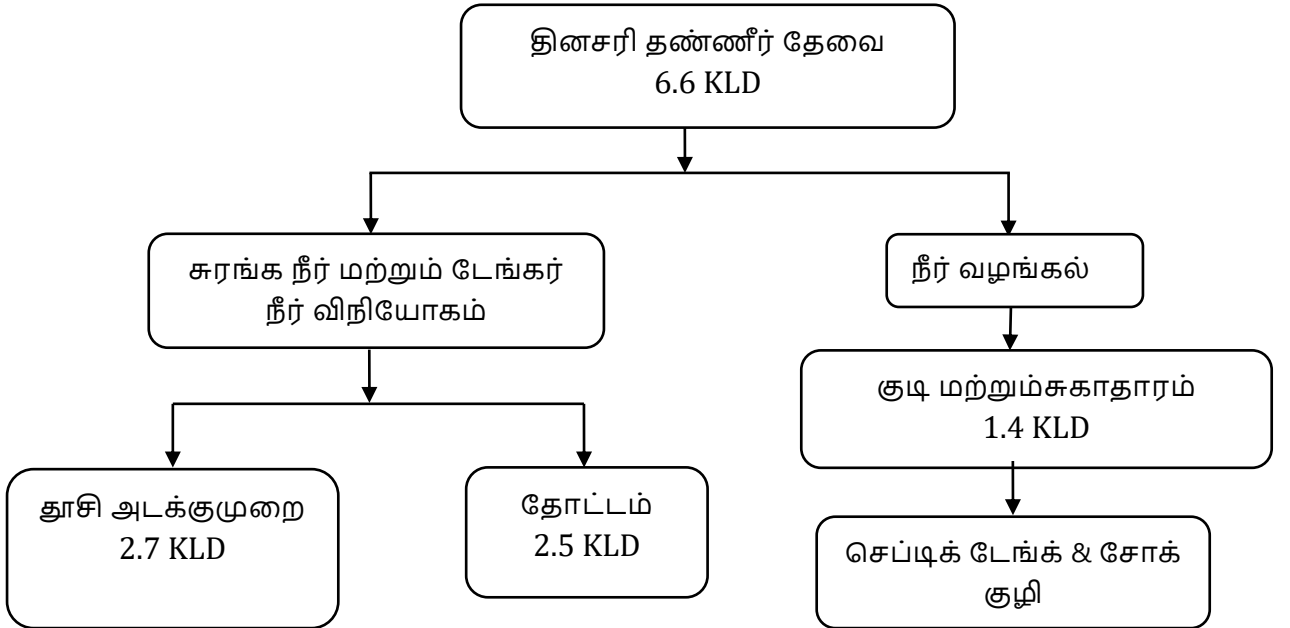 தினசரி தண்ணீர் தேவை
6.6 KLD
சுரங்க நீர் மற்றும் டேங்கர்
நீர் விநியோகம்
நீர் வழங்கல்
குடி மற்றும்சுகாதாரம்
1.4 KLD
தூசி அடக்குமுறை
2.7 KLD
தோட்டம்
2.5 KLD
செப்டிக் டேங்க் & சோக்
குழி